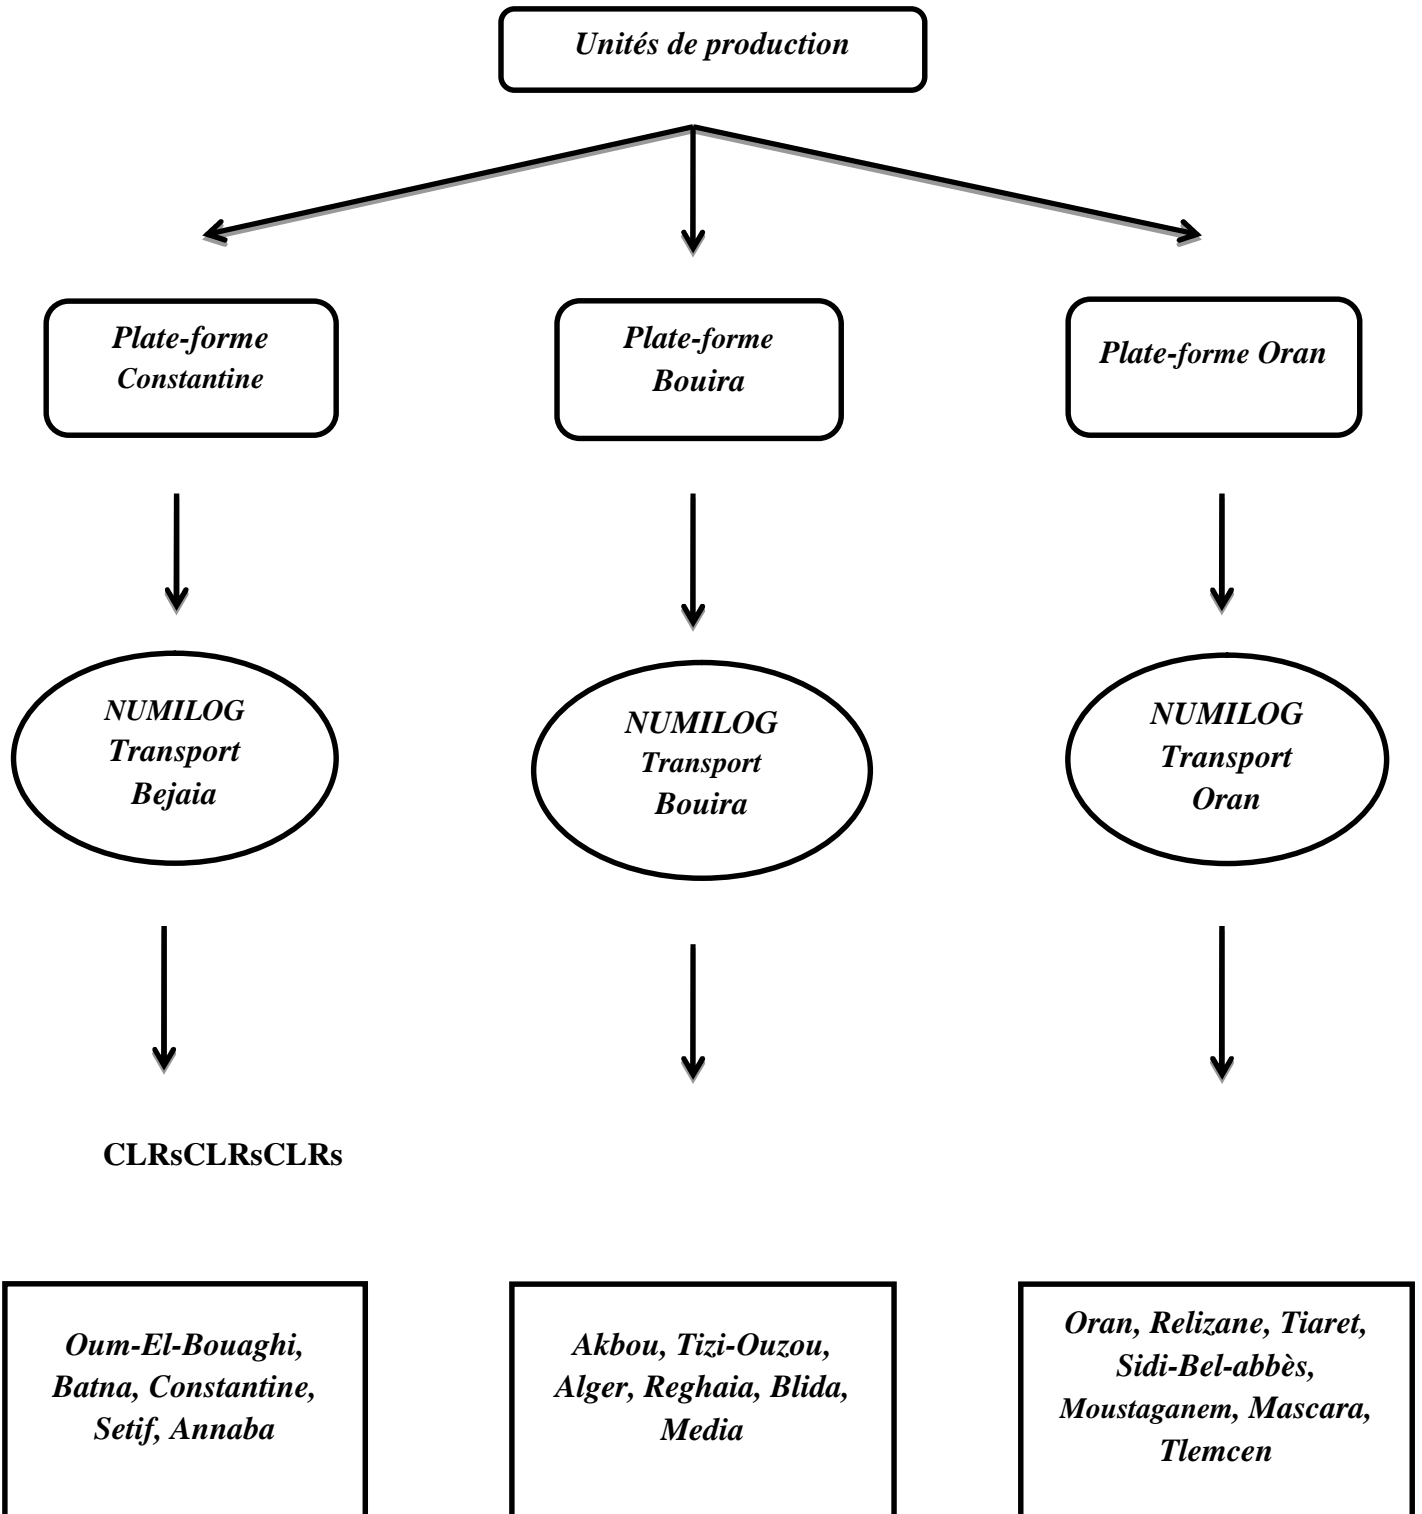 Unités de production
Plate-forme
Constantine
Plate-forme
Bouira
Plate-forme Oran
NUMILOG
Transport
Bejaia
NUMILOG
Transport
Bouira
NUMILOG
Transport
Oran
CLRsCLRsCLRs
Oum-El-Bouaghi,
Batna, Constantine,
Setif, Annaba
Akbou, Tizi-Ouzou,
Alger, Reghaia, Blida,
Media
Oran, Relizane, Tiaret,
Sidi-Bel-abbès,
Moustaganem, Mascara,
Tlemcen